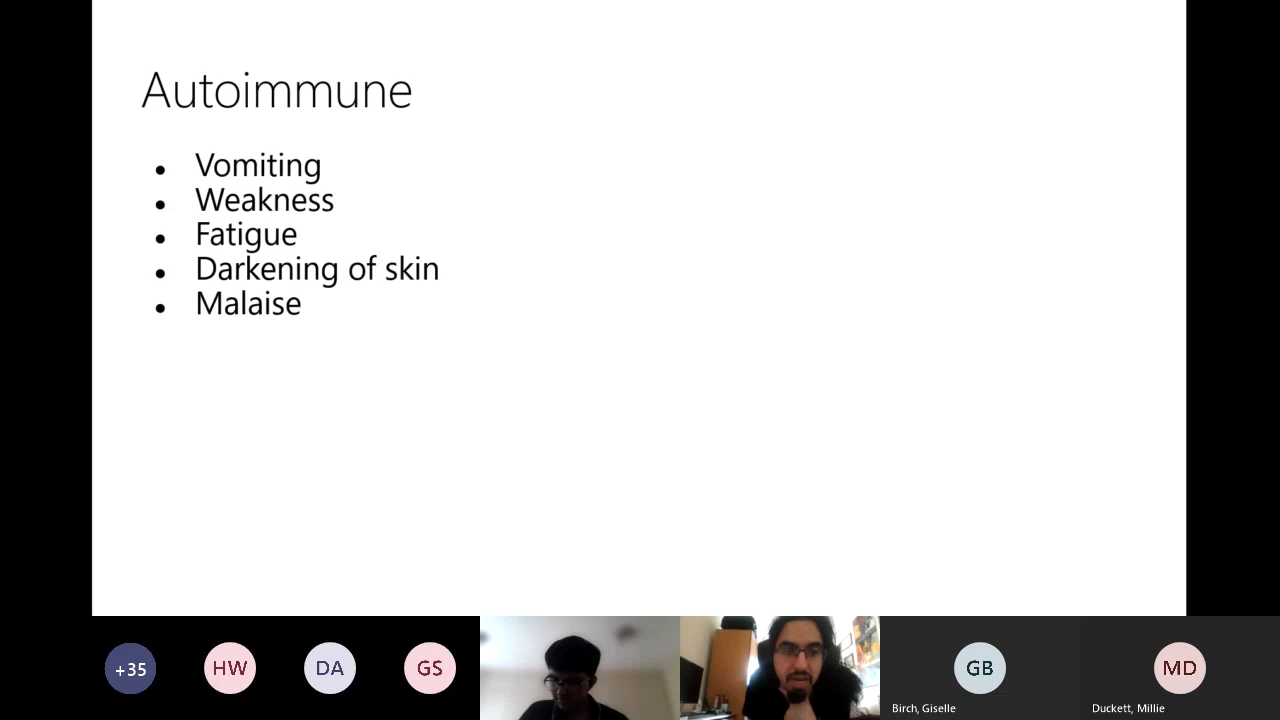 Autoimmune
• Vomiting
• Weakness
• Fatigue
• Darkening of skin
• Malaise
+35
HW
DA
GS
GB
MD
Birch, Giselle
Duckett, Millie